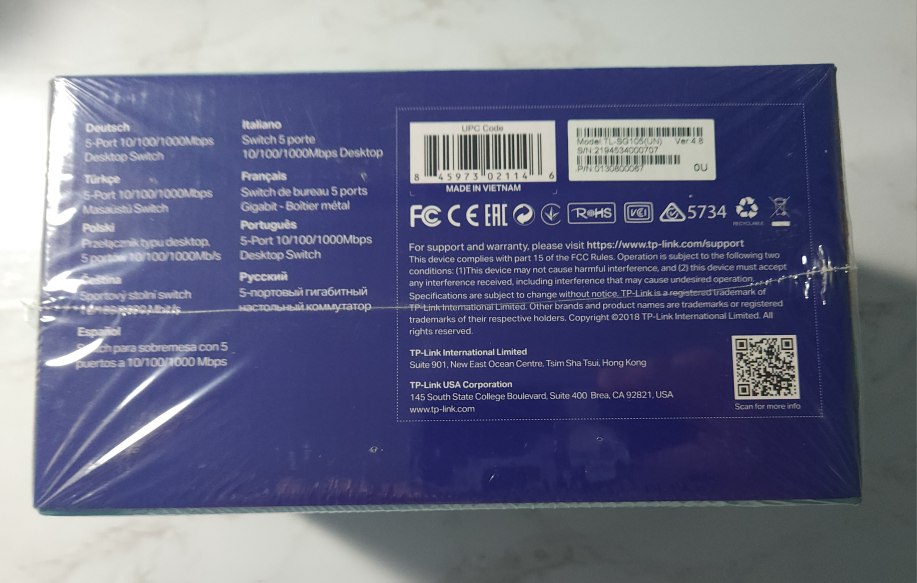 Deutsch
5-Port 10/100/1000Mbps
Desktop Switch
Türkçe
5-Port 10/100/1000Mbps
Masaüstü Switch
Polski
Przełącznik typu desktop,
5 portów 10/100/1000Mb/s
Čeština
Sportový stolní switch
Español
Switch para sobremesa con 5
puertos a 10/100/1000 Mbps
Italiano
Switch 5 porte
10/100/1000Mbps Desktop
Français
Switch de bureau 5 ports
Gigabit - Boîtier métal
Português
5-Port 10/100/1000Mbps
Desktop Switch
Русский
5-портовый гигабитный
настольный коммутатор
UPC Code
8 45973 02114 6
MADE IN VIETNAM
Model: TL-SG105(UN) Ver:4.8
S/N:2194534000707
P/N:0130800067 0U
FC CE EAC RoHS VCCI 5734 RECYCLABLE
For support and warranty, please visit https://www.tp-link.com/support
This device complies with part 15 of the FCC Rules. Operation is subject to the following two
conditions: (1)This device may not cause harmful interference, and (2) this device must accept
any interference received, including interference that may cause undesired operation.
Specifications are subject to change without notice. TP-Link is a registered trademark of
TP-Link International Limited. Other brands and product names are trademarks or registered
trademarks of their respective holders. Copyright ©2018 TP-Link International Limited. All
rights reserved.
TP-Link International Limited
Suite 901, New East Ocean Centre, Tsim Sha Tsui, Hong Kong
TP-Link USA Corporation
145 South State College Boulevard, Suite 400 Brea, CA 92821, USA
www.tp-link.com
Scan for more info